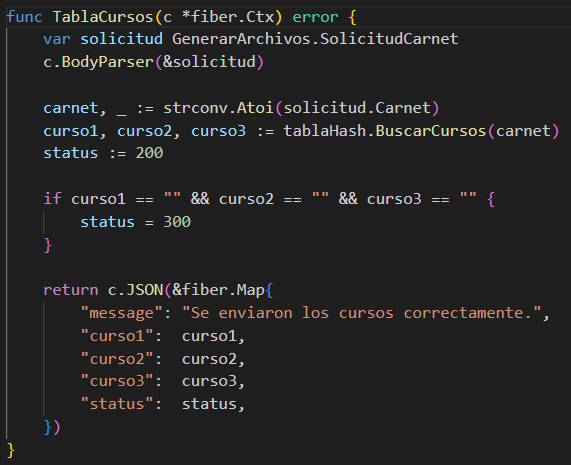 func TablaCursos(c *fiber.Ctx) error {
    var solicitud GenerarArchivos.SolicitudCarnet
    c.BodyParser(&solicitud)

    carnet, _ := strconv.Atoi(solicitud.Carnet)
    curso1, curso2, curso3 := tablaHash.BuscarCursos(carnet)
    status := 200

    if curso1 == "" && curso2 == "" && curso3 == "" {
        status = 300
    }

    return c.JSON(&fiber.Map{
        "message": "Se enviaron los cursos correctamente.",
        "curso1":  curso1,
        "curso2":  curso2,
        "curso3":  curso3,
        "status":  status,
    })
}